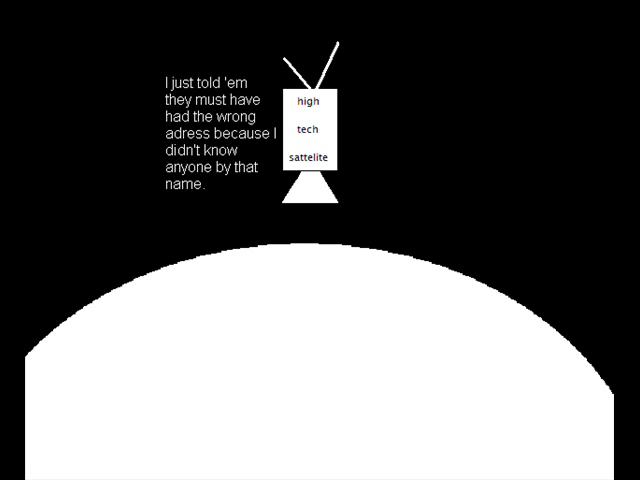 I just told 'em
they must have
had the wrong
adress because I
didn't know
anyone by that
name.
high
tech
sattelite